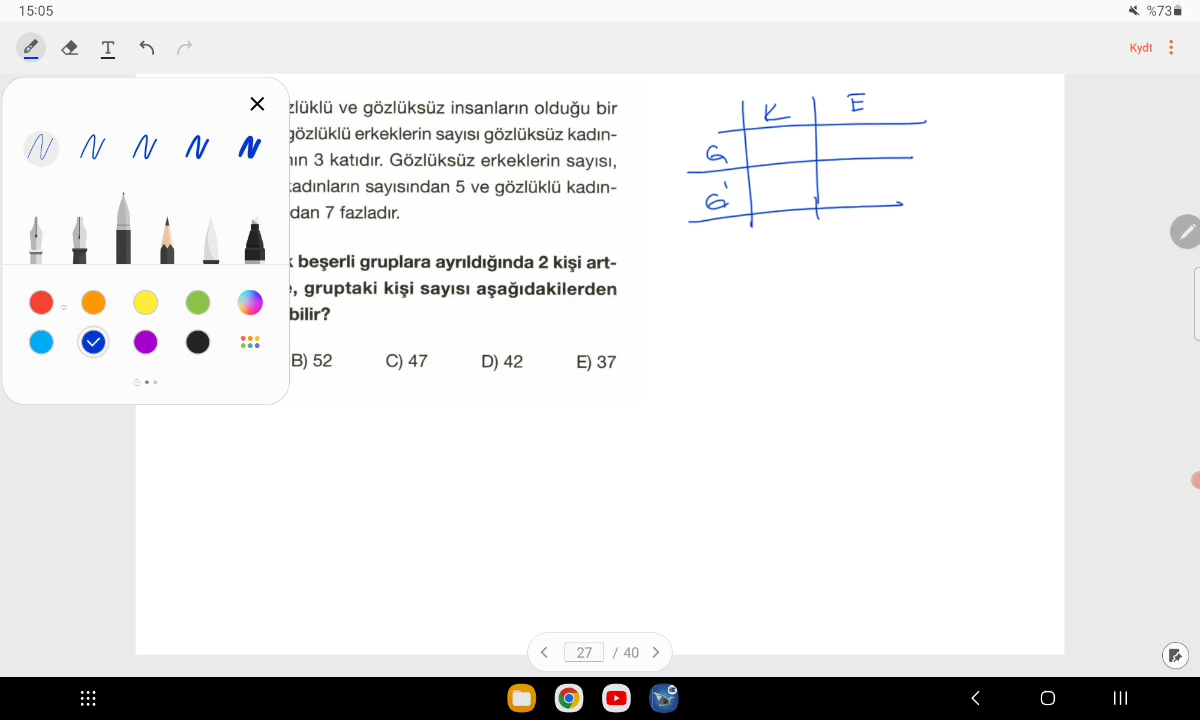 15:05
%73
T
Kydt
zlüklü ve gözlüksüz insanların olduğu bir
gözlüklü erkeklerin sayısı gözlüksüz kadın-
nın 3 katıdır. Gözlüksüz erkeklerin sayısı,
kadınların sayısından 5 ve gözlüklü kadın-
dan 7 fazladır.
k beşerli gruplara ayrıldığında 2 kişi art-
, gruptaki kişi sayısı aşağıdakilerden
bilir?
B) 52 C) 47 D) 42 E) 37
K E
G
G'
27 / 40